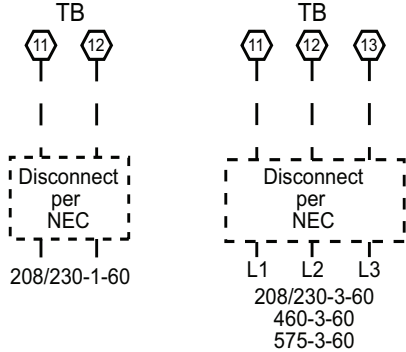 TB
11 12
Disconnect
per
NEC
208/230-1-60
TB
11 12 13
Disconnect
per
NEC
L1 L2 L3
208/230-3-60
460-3-60
575-3-60